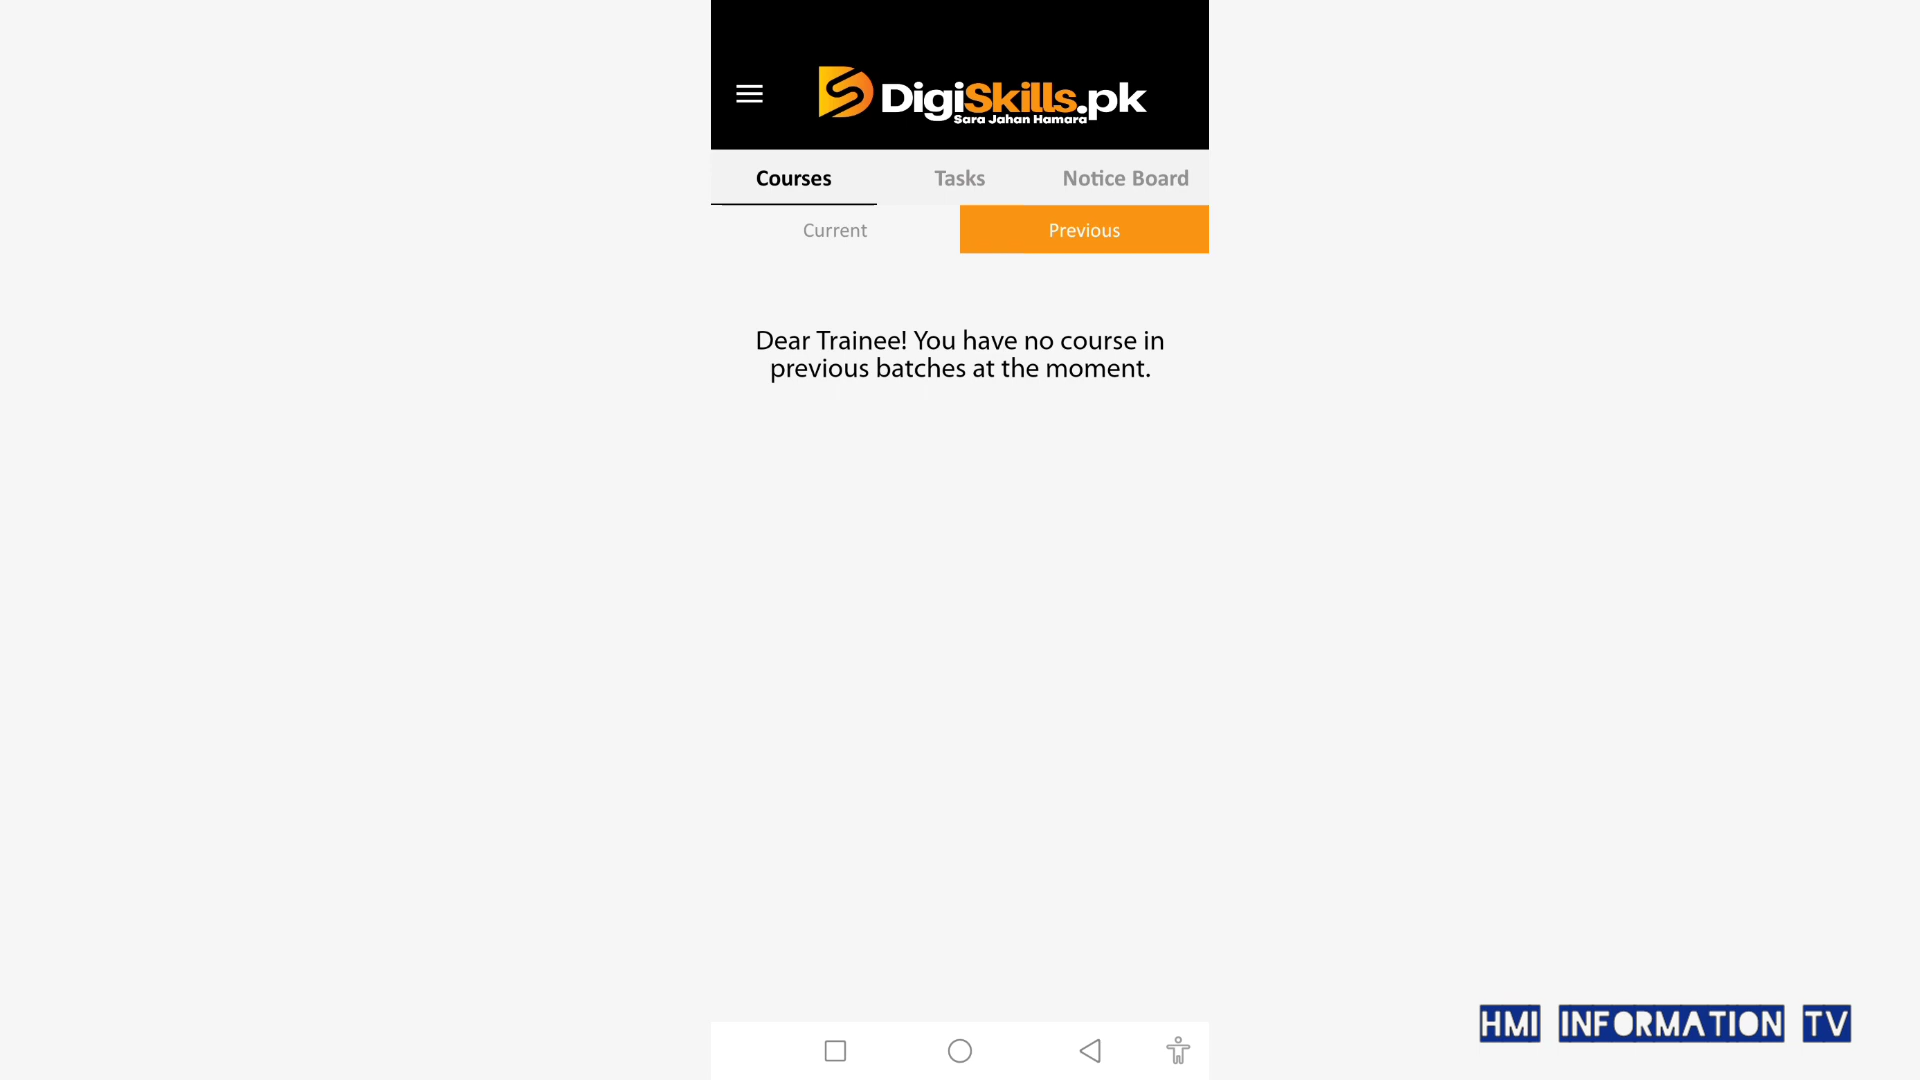 DigiSkills.pk
Sara Jahan Hamara
Courses Tasks Notice Board
Current Previous
Dear Trainee! You have no course in
previous batches at the moment.
HMI INFORMATION TV